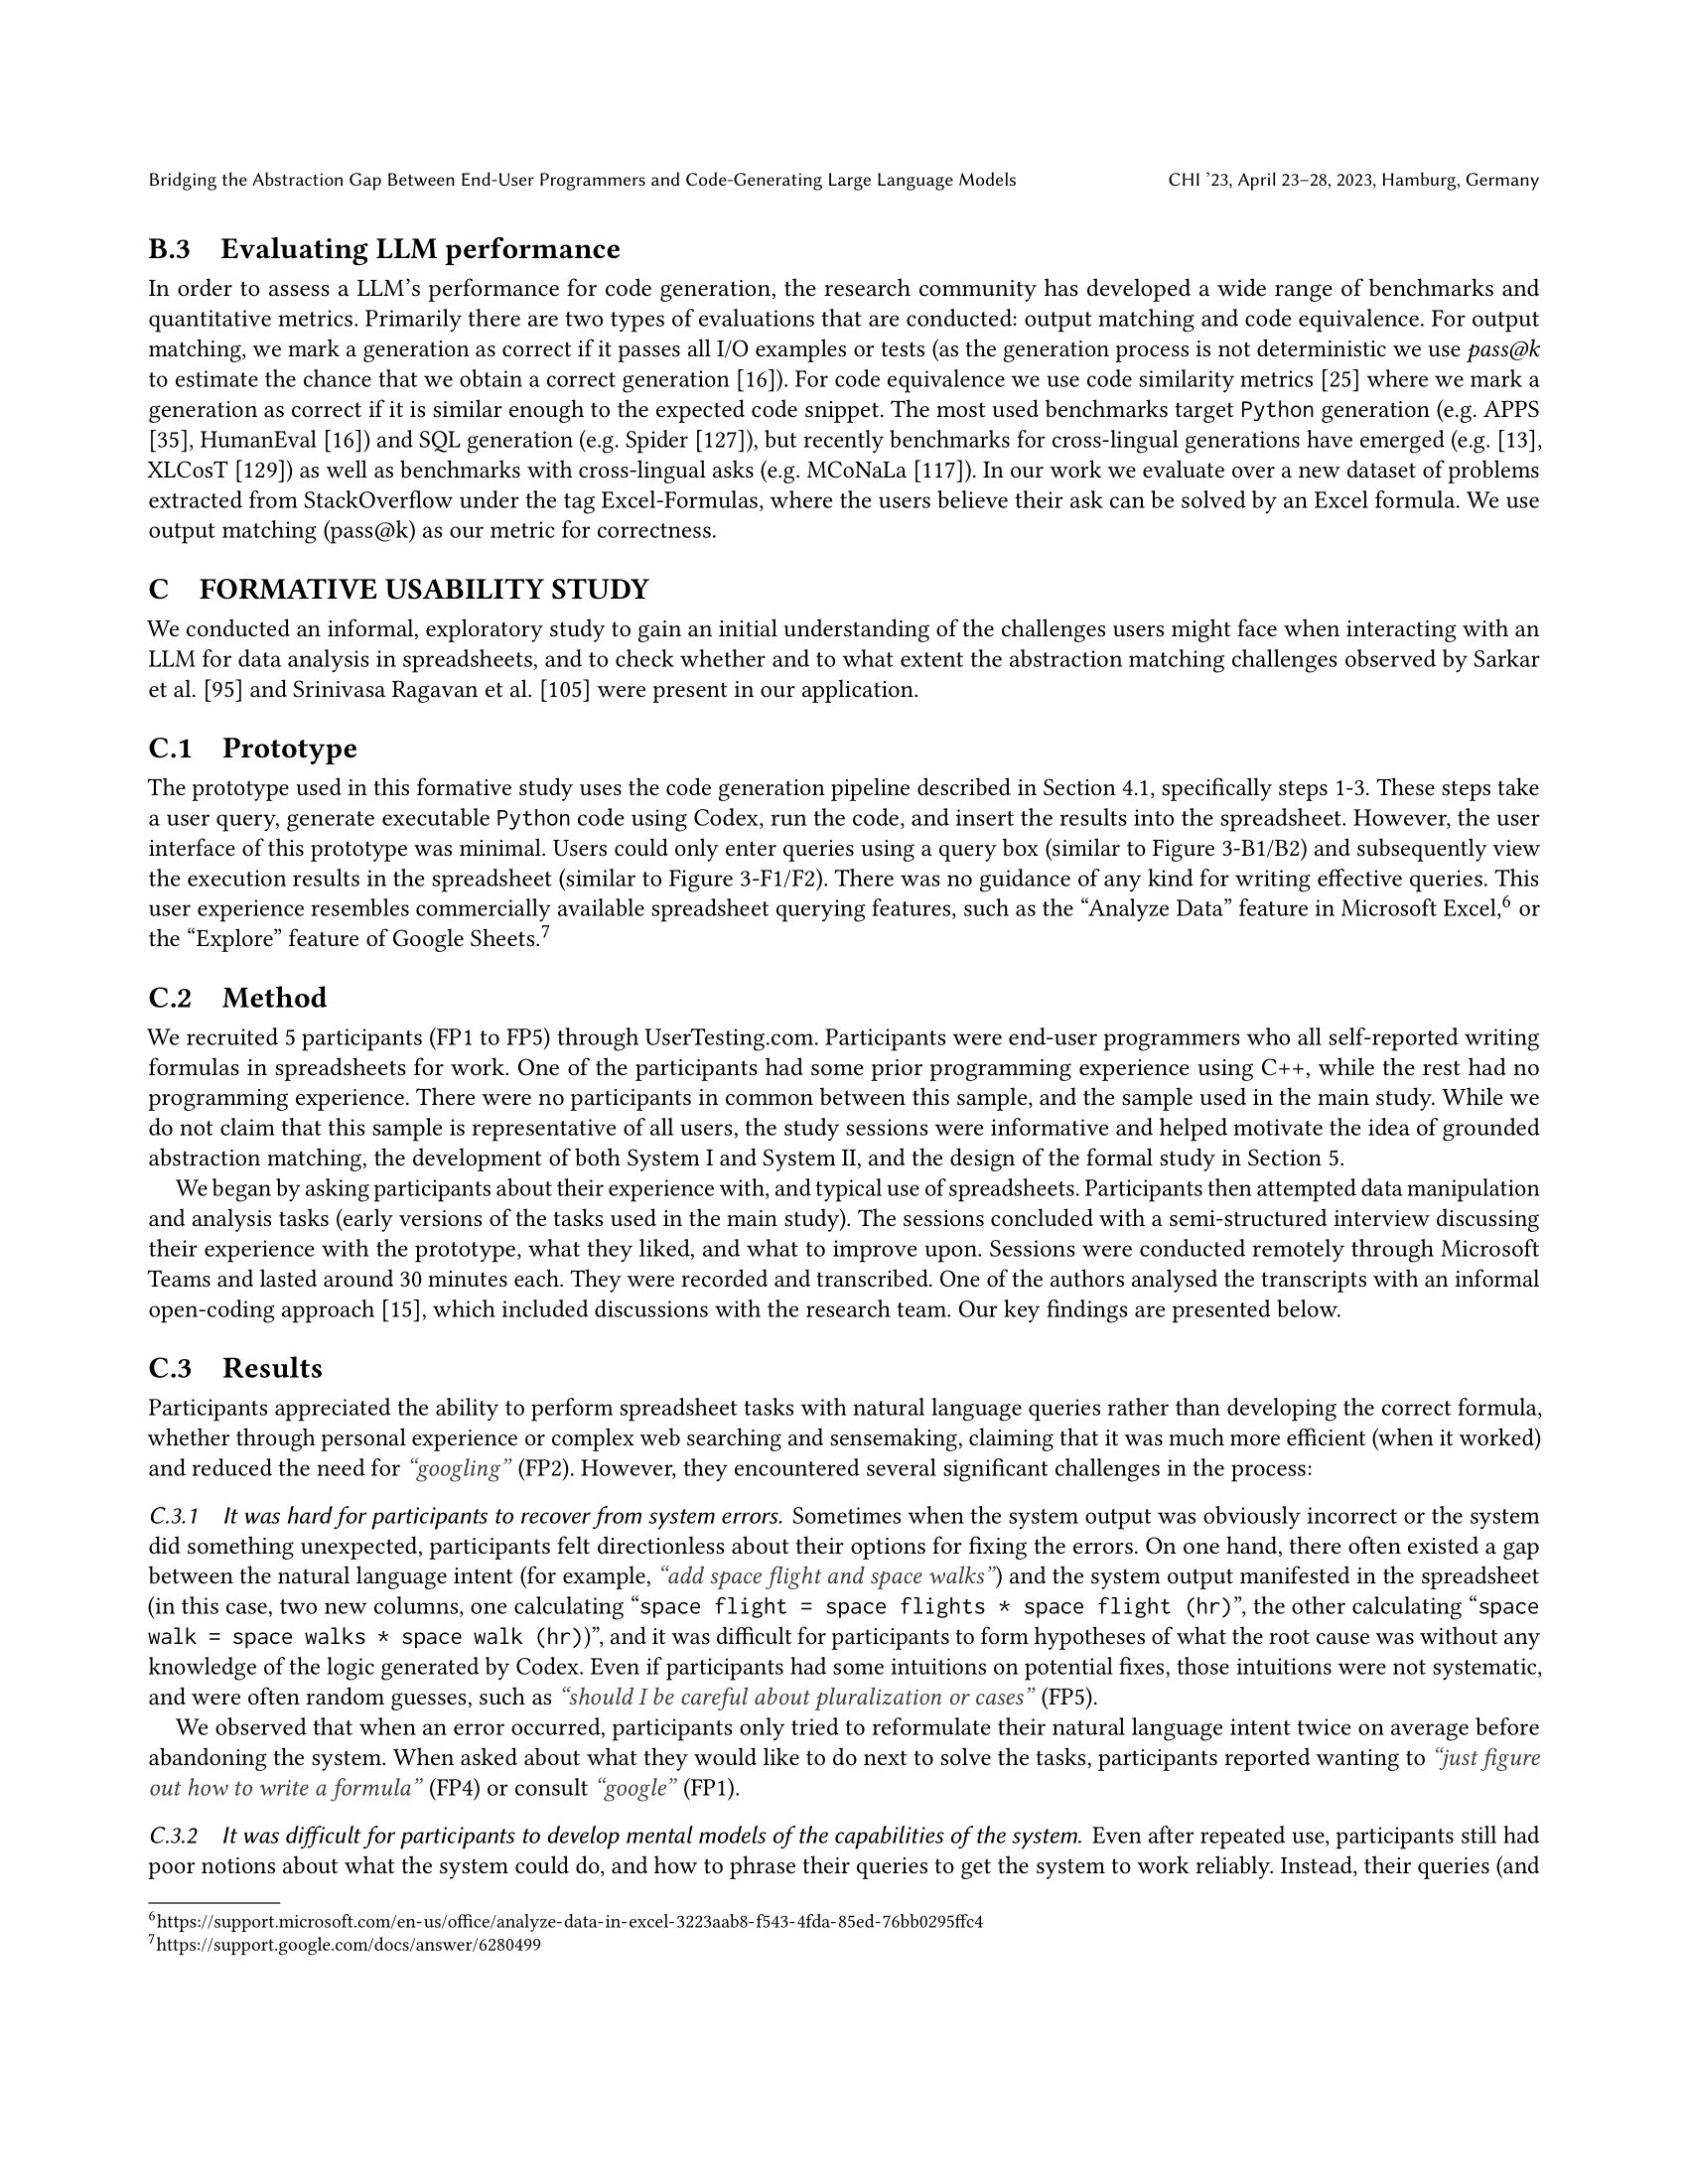 Bridging the Abstraction Gap Between End-User Programmers and Code-Generating Large Language Models CHI ’23, April 23–28, 2023, Hamburg, Germany
B.3 Evaluating LLM performance
In order to assess a LLM’s performance for code generation, the research community has developed a wide range of benchmarks and
quantitative metrics. Primarily there are two types of evaluations that are conducted: output matching and code equivalence. For output
matching, we mark a generation as correct if it passes all I/O examples or tests (as the generation process is not deterministic we use pass@k
to estimate the chance that we obtain a correct generation [16]). For code equivalence we use code similarity metrics [25] where we mark a
generation as correct if it is similar enough to the expected code snippet. The most used benchmarks target Python generation (e.g. APPS
[35], HumanEval [16]) and SQL generation (e.g. Spider [127]), but recently benchmarks for cross-lingual generations have emerged (e.g. [13],
XLCosT [129]) as well as benchmarks with cross-lingual asks (e.g. MCoNaLa [117]). In our work we evaluate over a new dataset of problems
extracted from StackOverflow under the tag Excel-Formulas, where the users believe their ask can be solved by an Excel formula. We use
output matching (pass@k) as our metric for correctness.
C FORMATIVE USABILITY STUDY
We conducted an informal, exploratory study to gain an initial understanding of the challenges users might face when interacting with an
LLM for data analysis in spreadsheets, and to check whether and to what extent the abstraction matching challenges observed by Sarkar
et al. [95] and Srinivasa Ragavan et al. [105] were present in our application.
C.1 Prototype
The prototype used in this formative study uses the code generation pipeline described in Section 4.1, specifically steps 1-3. These steps take
a user query, generate executable Python code using Codex, run the code, and insert the results into the spreadsheet. However, the user
interface of this prototype was minimal. Users could only enter queries using a query box (similar to Figure 3-B1/B2) and subsequently view
the execution results in the spreadsheet (similar to Figure 3-F1/F2). There was no guidance of any kind for writing effective queries. This
user experience resembles commercially available spreadsheet querying features, such as the “Analyze Data” feature in Microsoft Excel,6 or
the “Explore” feature of Google Sheets.7
C.2 Method
We recruited 5 participants (FP1 to FP5) through UserTesting.com. Participants were end-user programmers who all self-reported writing
formulas in spreadsheets for work. One of the participants had some prior programming experience using C++, while the rest had no
programming experience. There were no participants in common between this sample, and the sample used in the main study. While we
do not claim that this sample is representative of all users, the study sessions were informative and helped motivate the idea of grounded
abstraction matching, the development of both System I and System II, and the design of the formal study in Section 5.
We began by asking participants about their experience with, and typical use of spreadsheets. Participants then attempted data manipulation
and analysis tasks (early versions of the tasks used in the main study). The sessions concluded with a semi-structured interview discussing
their experience with the prototype, what they liked, and what to improve upon. Sessions were conducted remotely through Microsoft
Teams and lasted around 30 minutes each. They were recorded and transcribed. One of the authors analysed the transcripts with an informal
open-coding approach [15], which included discussions with the research team. Our key findings are presented below.
C.3 Results
Participants appreciated the ability to perform spreadsheet tasks with natural language queries rather than developing the correct formula,
whether through personal experience or complex web searching and sensemaking, claiming that it was much more efficient (when it worked)
and reduced the need for “googling” (FP2). However, they encountered several significant challenges in the process:
C.3.1 It was hard for participants to recover from system errors. Sometimes when the system output was obviously incorrect or the system
did something unexpected, participants felt directionless about their options for fixing the errors. On one hand, there often existed a gap
between the natural language intent (for example, “add space flight and space walks”) and the system output manifested in the spreadsheet
(in this case, two new columns, one calculating “space flight = space flights * space flight (hr)”, the other calculating “space
walk = space walks * space walk (hr))”, and it was difficult for participants to form hypotheses of what the root cause was without any
knowledge of the logic generated by Codex. Even if participants had some intuitions on potential fixes, those intuitions were not systematic,
and were often random guesses, such as “should I be careful about pluralization or cases” (FP5).
We observed that when an error occurred, participants only tried to reformulate their natural language intent twice on average before
abandoning the system. When asked about what they would like to do next to solve the tasks, participants reported wanting to “just figure
out how to write a formula” (FP4) or consult “google” (FP1).
C.3.2 It was difficult for participants to develop mental models of the capabilities of the system. Even after repeated use, participants still had
poor notions about what the system could do, and how to phrase their queries to get the system to work reliably. Instead, their queries (and
6https://support.microsoft.com/en-us/office/analyze-data-in-excel-3223aab8-f543-4fda-85ed-76bb0295ffc4
7https://support.google.com/docs/answer/6280499